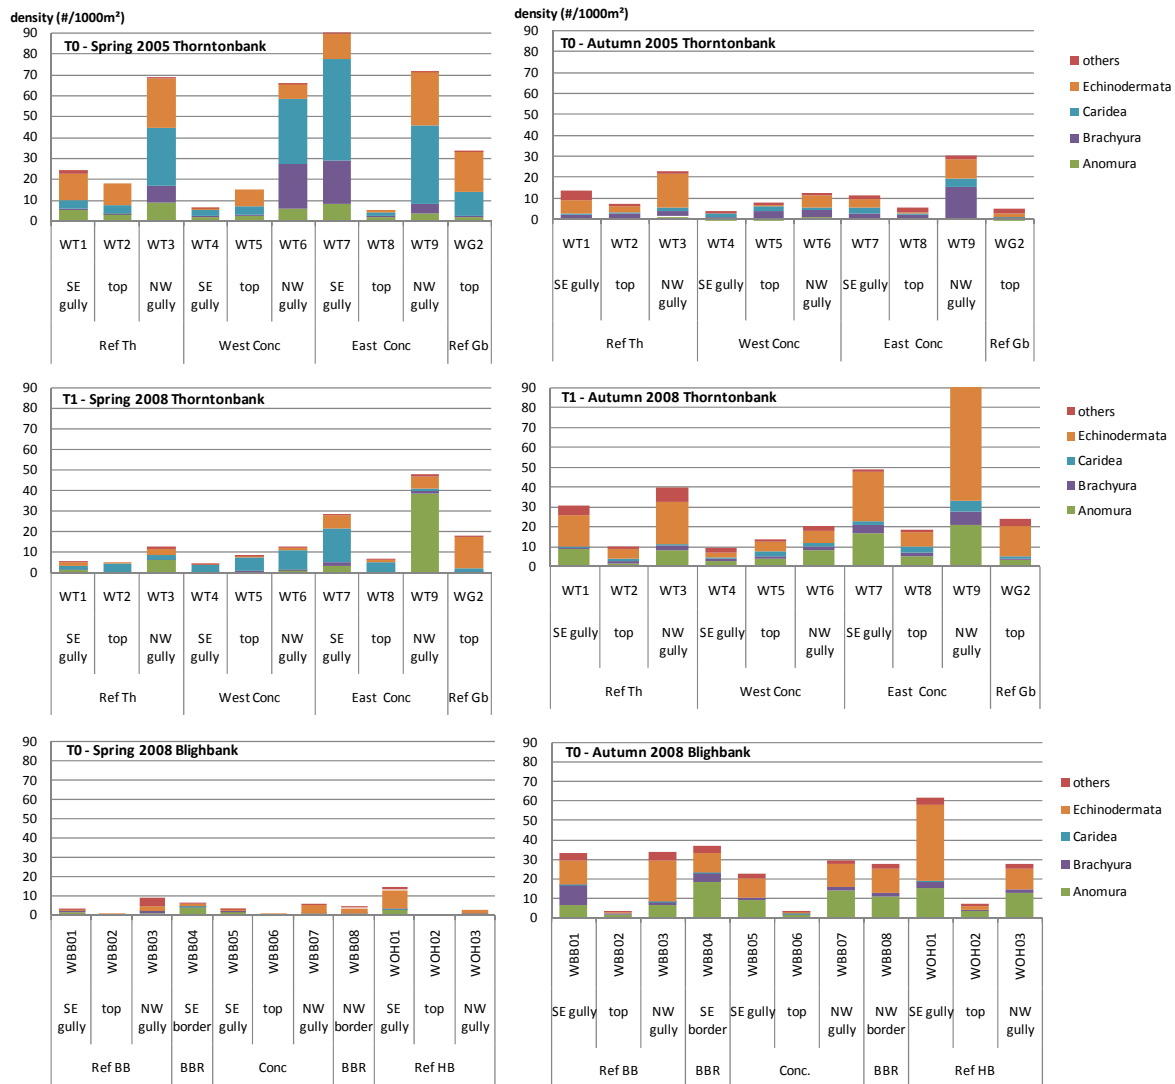 density (#/1000m²)
T0 - Spring 2005 Thorntonbank
90
80
70
60
50
40
30
20
10
0
WT1 WT2 WT3 WT4 WT5 WT6 WT7 WT8 WT9 WG2
SE gully top NW gully SE gully top NW gully SE gully top NW gully top
Ref Th West Conc East Conc Ref Gb
density (#/1000m²)
T0 - Autumn 2005 Thorntonbank
90
80
70
60
50
40
30
20
10
0
WT1 WT2 WT3 WT4 WT5 WT6 WT7 WT8 WT9 WG2
SE gully top NW gully SE gully top NW gully SE gully top NW gully top
Ref Th West Conc East Conc Ref Gb
others
Echinodermata
Caridea
Brachyura
Anomura
T1 - Spring 2008 Thorntonbank
90
80
70
60
50
40
30
20
10
0
WT1 WT2 WT3 WT4 WT5 WT6 WT7 WT8 WT9 WG2
SE gully top NW gully SE gully top NW gully SE gully top NW gully top
Ref Th West Conc East Conc Ref Gb
T1 - Autumn 2008 Thorntonbank
90
80
70
60
50
40
30
20
10
0
WT1 WT2 WT3 WT4 WT5 WT6 WT7 WT8 WT9 WG2
SE gully top NW gully SE gully top NW gully SE gully top NW gully top
Ref Th West Conc East Conc Ref Gb
others
Echinodermata
Caridea
Brachyura
Anomura
T0 - Spring 2008 Blighbank
90
80
70
60
50
40
30
20
10
0
WBB01 WBB02 WBB03 WBB04 WBB05 WBB06 WBB07 WBB08 WOH01 WOH02 WOH03
SE gully top NW gully SE border SE gully top NW gully NW border SE gully top NW gully
Ref BB BBR Conc BBR Ref HB
T0 - Autumn 2008 Blighbank
90
80
70
60
50
40
30
20
10
0
WBB01 WBB02 WBB03 WBB04 WBB05 WBB06 WBB07 WBB08 WOH01 WOH02 WOH03
SE gully top NW gully SE border SE gully top NW gully NW border SE gully top NW gully
Ref BB BBR Conc. BBR Ref HB
others
Echinodermata
Caridea
Brachyura
Anomura